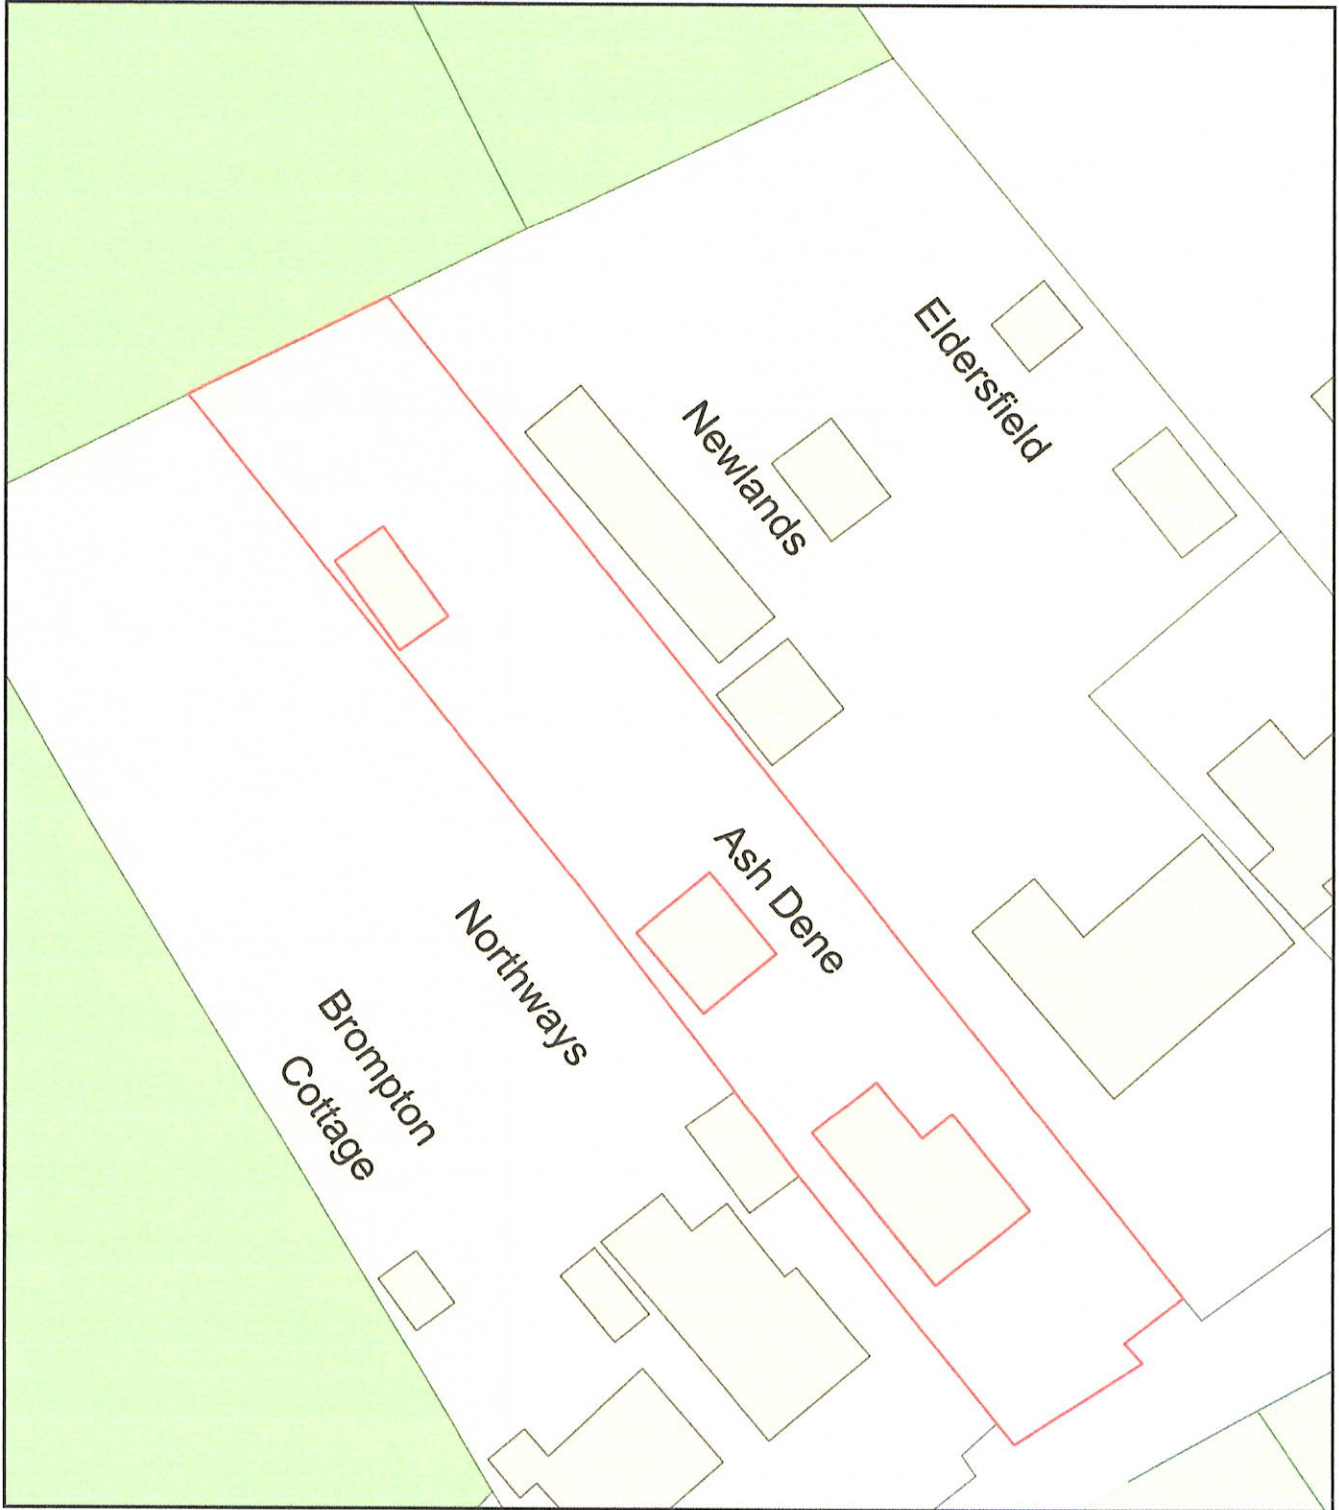 Eldersfield
Newlands
Ash Dene
Northways
Brompton
Cottage